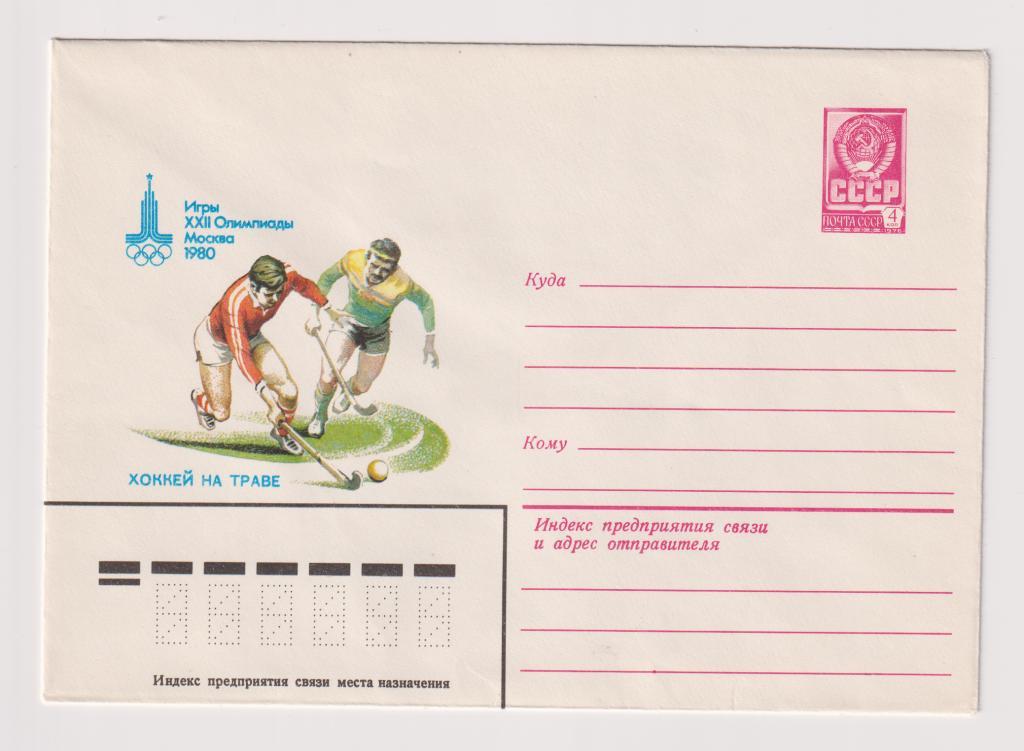 Игры
XXII Олимпиады
Москва
1980
СССР
ПОЧТА СССР
4
КОП
Куда
Кому
ХОККЕЙ НА ТРАВЕ
Индекс предприятия связи
и адрес отправителя
Индекс предприятия связи места назначения